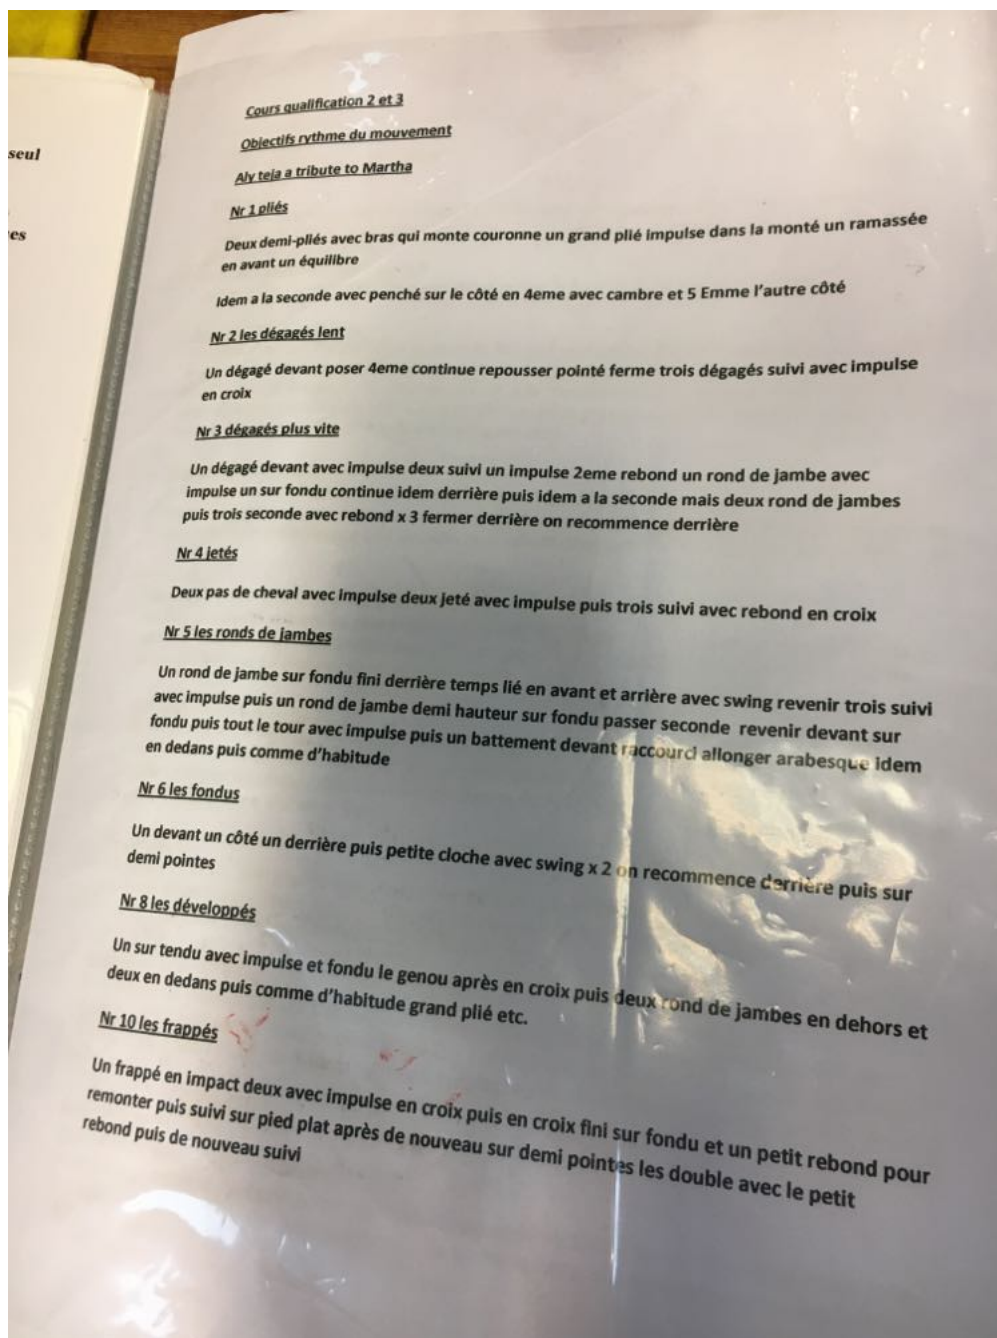 seul
es
Cours qualification 2 et 3
Objectifs rythme du mouvement
Aly teja a tribute to Martha
Nr 1 pliés
Deux demi-pliés avec bras qui monte couronne un grand plié impulse dans la monté un ramassée
en avant un équilibre
Idem a la seconde avec penché sur le côté en 4eme avec cambre et 5 Emme l'autre côté
Nr 2 les dégagés lent
Un dégagé devant poser 4eme continue repousser pointé ferme trois dégagés suivi avec impulse
en croix
Nr 3 dégagés plus vite
Un dégagé devant avec impulse deux suivi un impulse 2eme rebond un rond de jambe avec
impulse un sur fondu continue idem derrière puis idem a la seconde mais deux rond de jambes
puis trois seconde avec rebond x 3 fermer derrière on recommence derrière
Nr 4 jetés
Deux pas de cheval avec impulse deux jeté avec impulse puis trois suivi avec rebond en croix
Nr 5 les ronds de jambes
Un rond de jambe sur fondu fini derrière temps lié en avant et arrière avec swing revenir trois suivi
avec impulse puis un rond de jambe demi hauteur sur fondu passer seconde revenir devant sur
fondu puis tout le tour avec impulse puis un battement devant raccourci allonger arabesque idem
en dedans puis comme d'habitude
Nr 6 les fondus
Un devant un côté un derrière puis petite cloche avec swing x 2 on recommence derrière puis sur
demi pointes
Nr 8 les développés
Un sur tendu avec impulse et fondu le genou après en croix puis deux rond de jambes en dehors et
deux en dedans puis comme d'habitude grand plié etc.
Nr 10 les frappés
Un frappé en impact deux avec impulse en croix puis en croix fini sur fondu et un petit rebond pour
remonter puis suivi sur pied plat après de nouveau sur demi pointes les double avec le petit
rebond puis de nouveau suivi